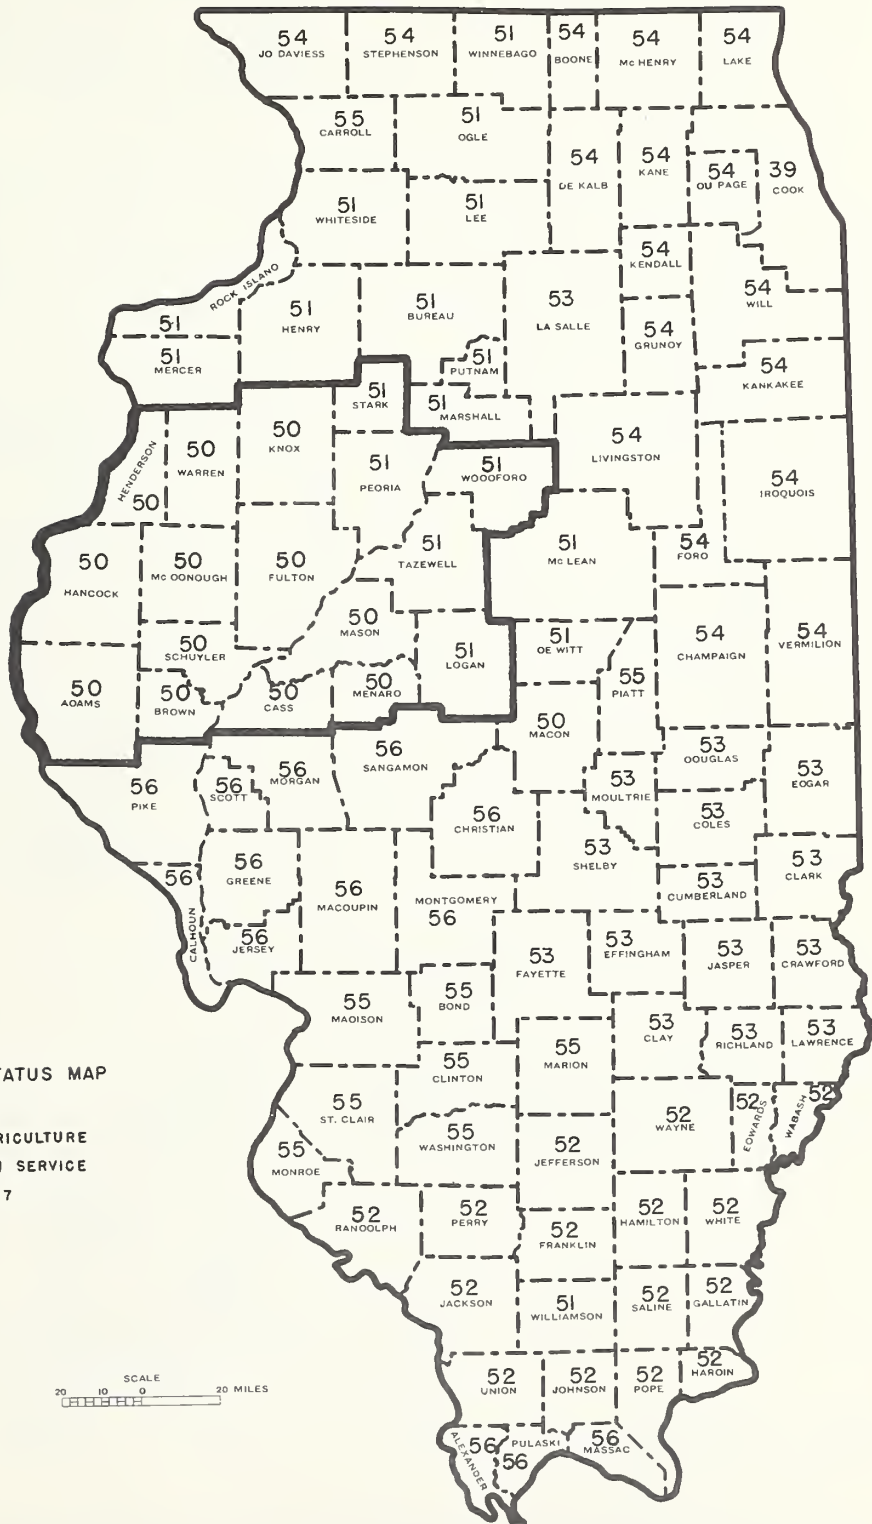 54 54 51 54 54 54
JO DAVIESS STEPHENSON WINNEBAGO BOONE Mc HENRY LAKE
55 51
CARROLL OGLE
54 54 54 39
DE KALB KANE DU PAGE COOK
51 51
WHITESIDE LEE
54
KENDALL
ROCK ISLAND
51
51 51 53 54
HENRY BUREAU LA SALLE WILL
54
GRUNDY
51 51
MERCER PUTNAM
54
KANKAKEE
51 51
STARK MARSHALL
50 50 50 51 51 54 54
HENDERSON WARREN KNOX PEORIA WOODFORD LIVINGSTON IROQUOIS
50 50 50 51 51 54
HANCOCK Mc DONOUGH FULTON TAZEWELL Mc LEAN FORD
50
MASON
50 51 51 54 54
SCHUYLER LOGAN DE WITT CHAMPAIGN VERMILION
50 50 50 50 55
ADAMS BROWN CASS MENARD PIATT
50
MACON
56 56 56 56 53 53 53
PIKE SCOTT MORGAN SANGAMON MOULTRIE DOUGLAS EDGAR
56 53
CHRISTIAN COLES
56 56 56 53 53 53
CALHOUN GREENE MACOUPIN SHELBY CUMBERLAND CLARK
MONTGOMERY
56
56 53 53 53 53
JERSEY FAYETTE EFFINGHAM JASPER CRAWFORD
55 55 53 53 53
MADISON BOND CLAY RICHLAND LAWRENCE
55 55
CLINTON MARION
TATUS MAP
RICULTURE
SERVICE
7
55 52 52 52
ST. CLAIR WAYNE EDWARDS WABASH
55 55 52
MONROE WASHINGTON JEFFERSON
52 52 52 52
RANDOLPH PERRY HAMILTON WHITE
52
FRANKLIN
52 51 52 52
JACKSON WILLIAMSON SALINE GALLATIN
52 52 52 52
UNION JOHNSON POPE HARDIN
SCALE
20 10 0 20 MILES
56 56 56
ALEXANDER PULASKI MASSAC